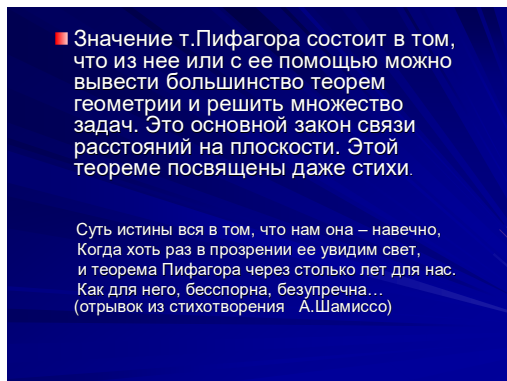 Значение т.Пифагора состоит в том,
что из нее или с ее помощью можно
вывести большинство теорем
геометрии и решить множество
задач. Это основной закон связи
расстояний на плоскости. Этой
теореме посвящены даже стихи.
Суть истины вся в том, что нам она – навечно,
Когда хоть раз в прозрении ее увидим свет,
и теорема Пифагора через столько лет для нас.
Как для него, бесспорна, безупречна…
(отрывок из стихотворения А.Шамиссо)